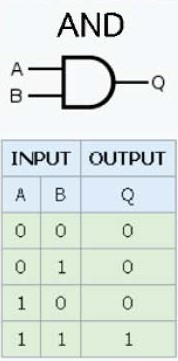 AND
A
B
Q
INPUT OUTPUT
A B Q
0 0 0
0 1 0
1 0 0
1 1 1